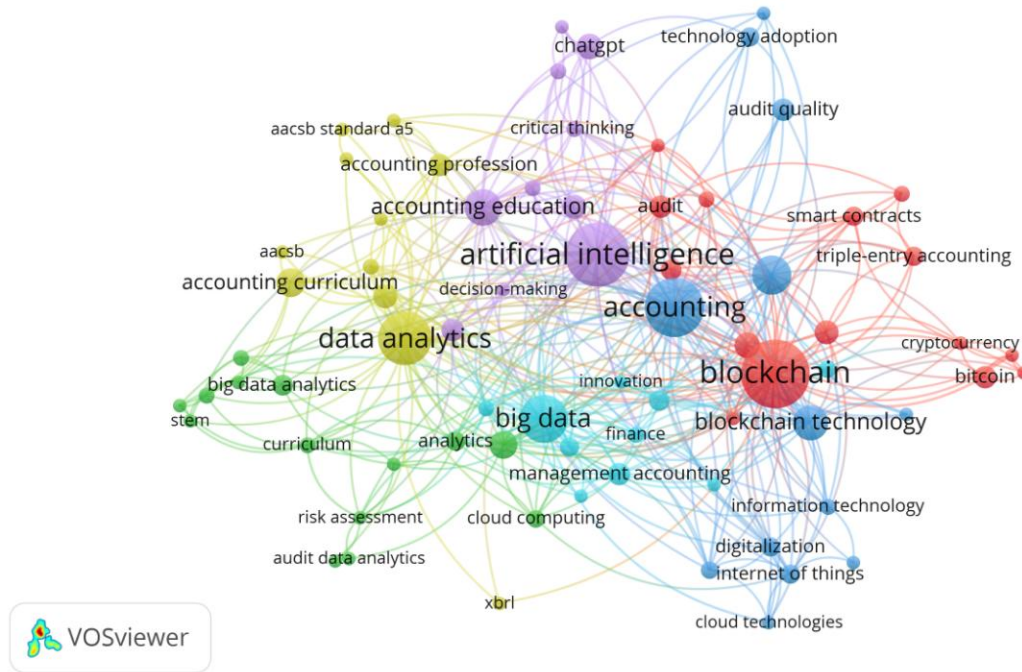 chatgpt
technology adoption
audit quality
aacsb standard a5
critical thinking
accounting profession
accounting education
audit
smart contracts
aacsb
artificial intelligence
triple-entry accounting
accounting curriculum
decision-making
accounting
data analytics
cryptocurrency
blockchain
bitcoin
big data analytics
innovation
stem
big data
blockchain technology
curriculum
analytics
finance
management accounting
information technology
risk assessment
cloud computing
digitalization
audit data analytics
internet of things
xbrl
cloud technologies
VOSviewer